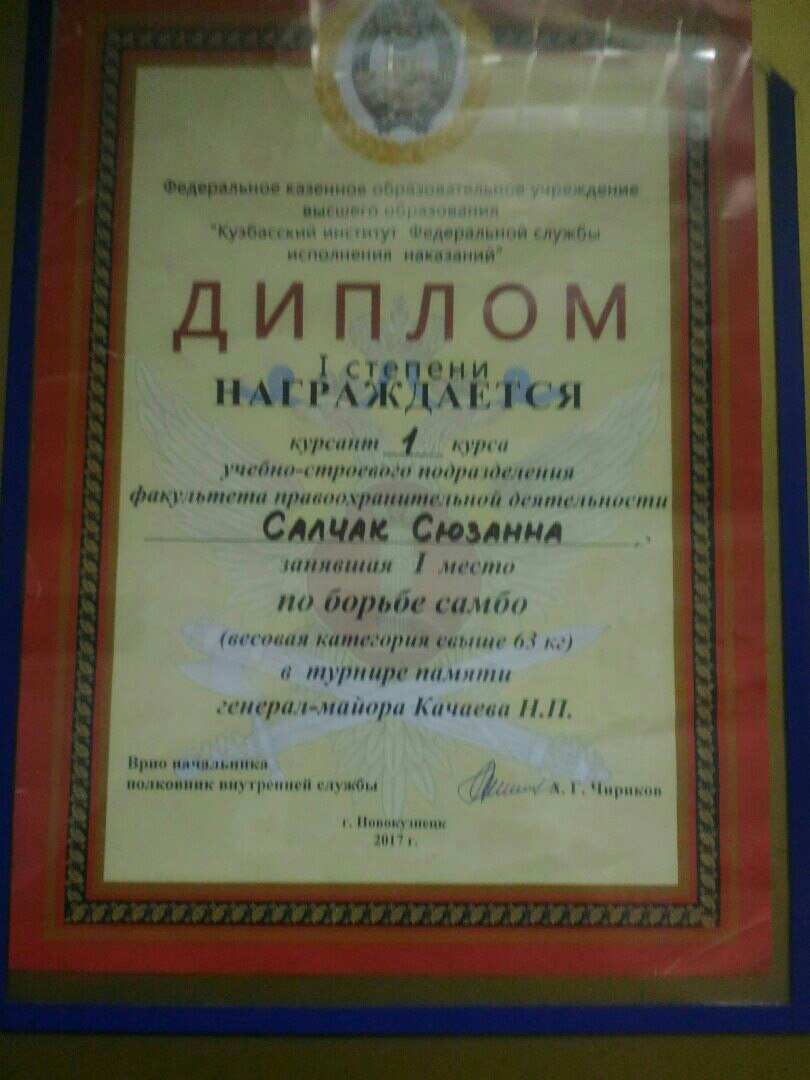 Федеральное казенное образовательное учреждение
высшего образования
"Кузбасский институт Федеральной службы
исполнения наказаний"
ДИПЛОМ
I степени
НАГРАЖДАЕТСЯ
курсант 1 курса
учебно-строевого подразделения
факультета правоохранительной деятельности
Салчак Сюзанна,
занявшая I место
по борьбе самбо
(весовая категория свыше 63 кг)
в турнире памяти
генерал-майора Качаева Н.П.
Врио начальника
полковник внутренней службы
А. Г. Чириков
г. Новокузнецк
2017 г.